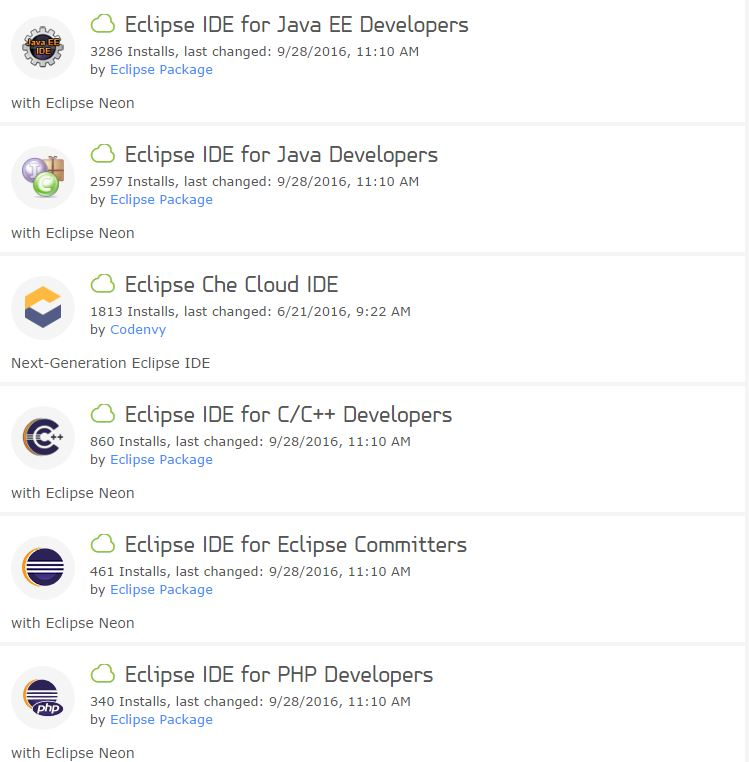 Java EE
IDE
Eclipse IDE for Java EE Developers
3286 Installs, last changed: 9/28/2016, 11:10 AM
by Eclipse Package
with Eclipse Neon
J
C
Eclipse IDE for Java Developers
2597 Installs, last changed: 9/28/2016, 11:10 AM
by Eclipse Package
with Eclipse Neon
Eclipse Che Cloud IDE
1813 Installs, last changed: 6/21/2016, 9:22 AM
by Codenvy
Next-Generation Eclipse IDE
C++
Eclipse IDE for C/C++ Developers
860 Installs, last changed: 9/28/2016, 11:10 AM
by Eclipse Package
with Eclipse Neon
Eclipse IDE for Eclipse Committers
461 Installs, last changed: 9/28/2016, 11:10 AM
by Eclipse Package
with Eclipse Neon
php
Eclipse IDE for PHP Developers
340 Installs, last changed: 9/28/2016, 11:10 AM
by Eclipse Package
with Eclipse Neon